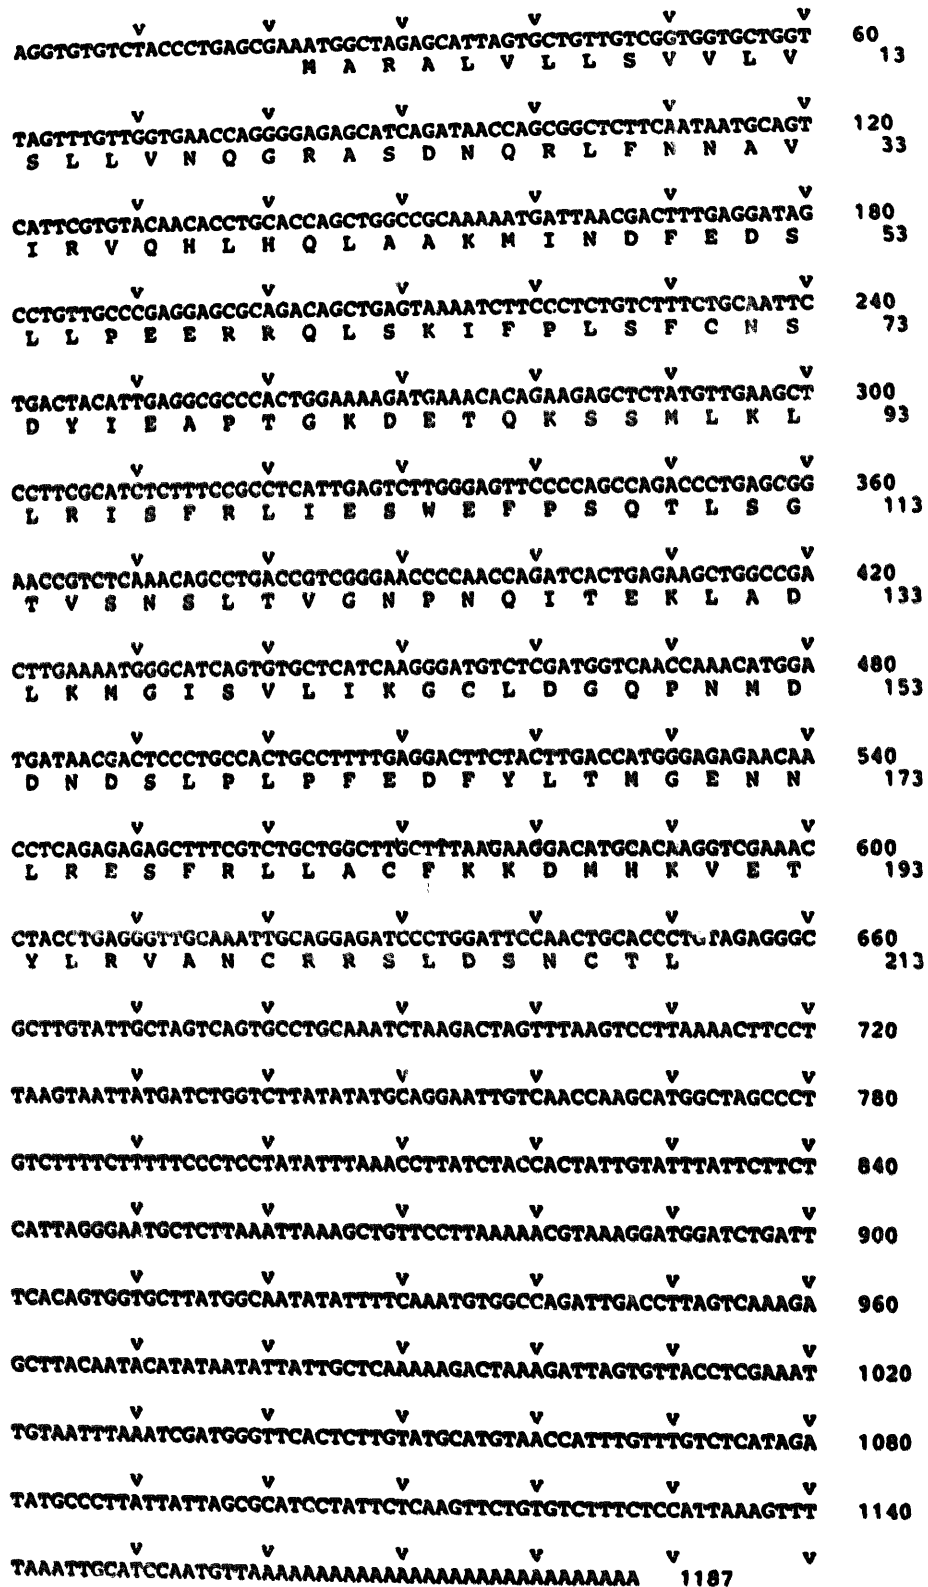 v v v v v v
AGGTGTGTCTACCCTGAGCGAAATGGCTAGAGCATTAGTGCTGTTGTCGGTGGTGCTGGT 60
M A R A L V L L S V V L V 13
v v v v v v
TAGTTTGTTGGTGAACCAGGGGAGAGCATCAGATAACCAGCGGCTCTTCAATAATGCAGT 120
S L L V N Q G R A S D N Q R L F N N A V 33
v v v v v v
CATTCGTGTACAACACCTGCACCAGCTGGCCGCAAAAATGATTAACGACTTTGAGGATAG 180
I R V Q H L H Q L A A K M I N D F E D S 53
v v v v v v
CCTGTTGCCCGAGGAGCGCAGACAGCTGAGTAAAATCTTCCCTCTGTCTTTCTGCAATTC 240
L L P E E R R Q L S K I F P L S F C N S 73
v v v v v v
TGACTACATTGAGGCGCCCACTGGAAAAGATGAAACACAGAAGAGCTCTATGTTGAAGCT 300
D Y I E A P T G K D E T Q K S S M L K L 93
v v v v v v
CCTTCGCATCTCTTTCCGCCTCATTGAGTCTTGGGAGTTCCCCAGCCAGACCCTGAGCGG 360
L R I S F R L I E S W E F P S Q T L S G 113
v v v v v v
AACCGTCTCAAACAGCCTGACCGTCGGGAACCCCAACCAGATCACTGAGAAGCTGGCCGA 420
T V S N S L T V G N P N Q I T E K L A D 133
v v v v v v
CTTGAAAATGGGCATCAGTGTGCTCATCAAGGGATGTCTCGATGGTCAACCAAACATGGA 480
L K M G I S V L I K G C L D G Q P N M D 153
v v v v v v
TGATAACGACTCCCTGCCACTGCCTTTTGAGGACTTCTACTTGACCATGGGAGAGAACAA 540
D N D S L P L P F E D F Y L T M G E N N 173
v v v v v v
CCTCAGAGAGAGCTTTCGTCTGCTGGCTTGCTTTAAGAAGGACATGCACAAGGTCGAAAC 600
L R E S F R L L A C F K K D M H K V E T 193
v v v v v v
CTACCTGAGGGTTGCAAATTGCAGGAGATCCCTGGATTCCAACTGCACCCTGTAGAGGGC 660
Y L R V A N C R R S L D S N C T L 213
v v v v v v
GCTTGTATTGCTAGTCAGTGCCTGCAAATCTAAGACTAGTTTAAGTCCTTAAAACTTCCT 720
v v v v v v
TAAGTAATTATGATCTGGTCTTATATATGCAGGAATTGTCAACCAAGCATGGCTAGCCCT 780
v v v v v v
GTCTTTTCTTTTTCCCTCCTATATTTAAACCTTATCTACCACTATTGTATTTATTCTTCT 840
v v v v v v
CATTAGGGAATGCTCTTAAATTAAAGCTGTTCCTTAAAAACGTAAAGGATGGATCTGATT 900
v v v v v v
TCACAGTGGTGCTTATGGCAATATATTTTCAAATGTGGCCAGATTGACCTTAGTCAAAGA 960
v v v v v v
GCTTACAATACATATAATATTATTGCTCAAAAAGACTAAAGATTAGTGTTACCTCGAAAT 1020
v v v v v v
TGTAATTTAAATCGATGGGTTCACTCTTGTATGCATGTAACCATTTGTTTGTCTCATAGA 1080
v v v v v v
TATGCCCTTATTATTAGCGCATCCTATTCTCAAGTTCTGTGTCTTTCTCCATTAAAGTTT 1140
v v v v v v
TAAATTGCATCCAATGTTAAAAAAAAAAAAAAAAAAAAAAAAAAAAA 1187